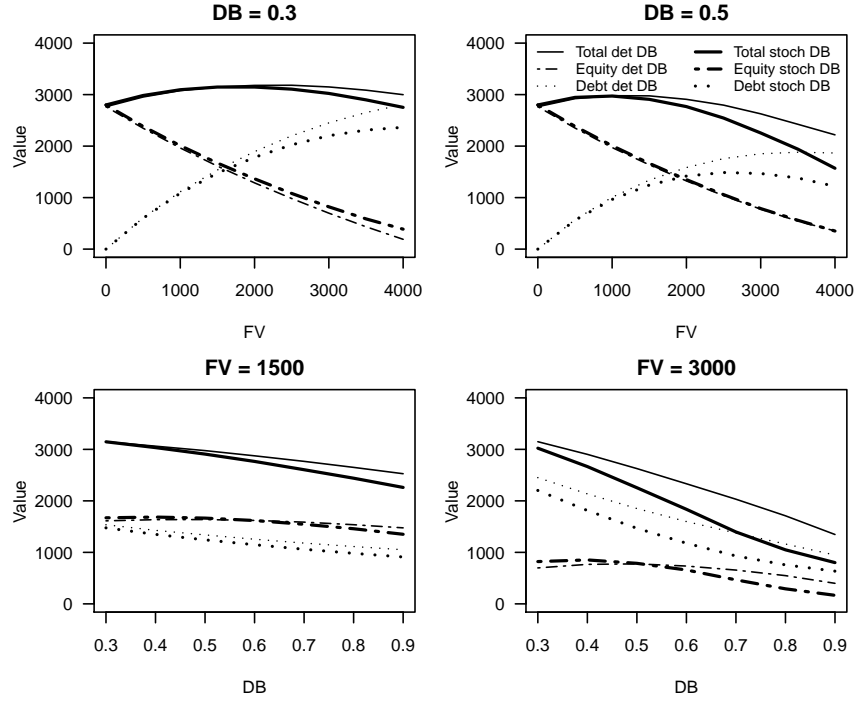 DB = 0.3
4000
3000
2000
1000
0
Value
0 1000 2000 3000 4000
FV
DB = 0.5
Total det DB Total stoch DB
Equity det DB Equity stoch DB
Debt det DB Debt stoch DB
4000
3000
2000
1000
0
Value
0 1000 2000 3000 4000
FV
FV = 1500
4000
3000
2000
1000
0
Value
0.3 0.4 0.5 0.6 0.7 0.8 0.9
DB
FV = 3000
4000
3000
2000
1000
0
Value
0.3 0.4 0.5 0.6 0.7 0.8 0.9
DB